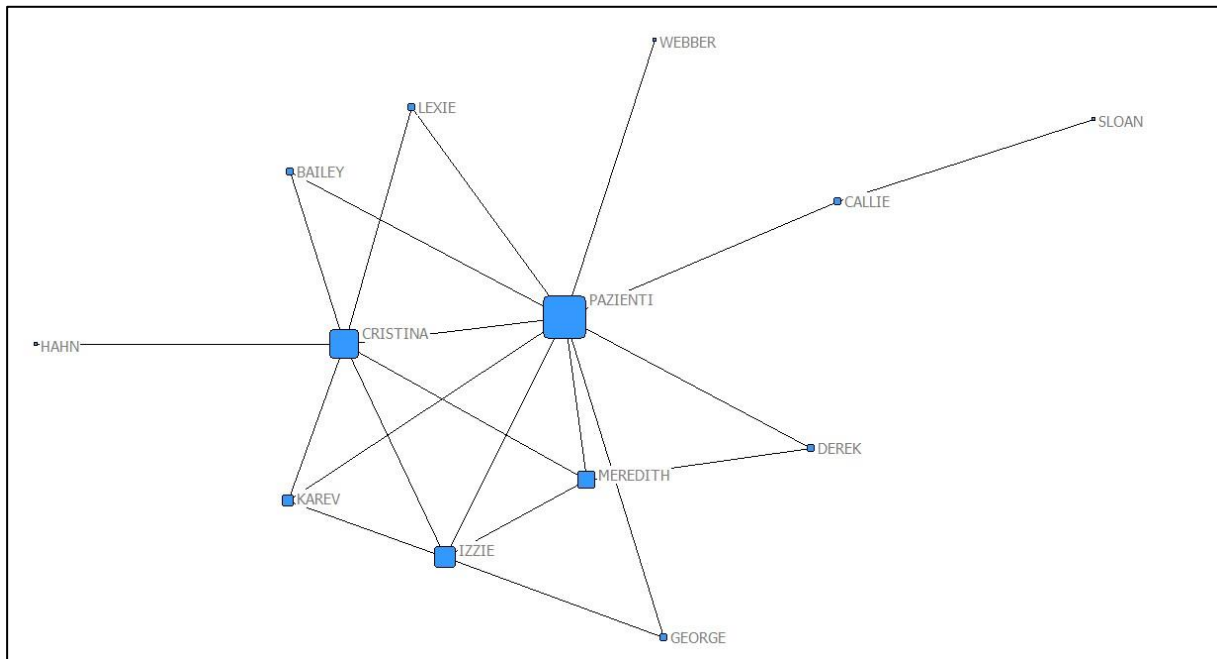 WEBBER
LEXIE
SLOAN
BAILEY
CALLIE
PAZIENTI
CRISTINA
HAHN
DEREK
MEREDITH
KAREV
IZZIE
GEORGE